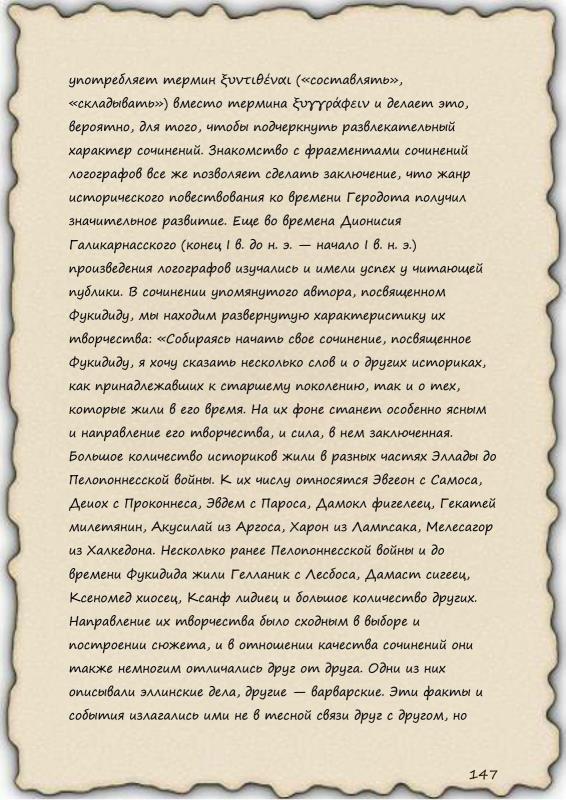 употребляет термин ξυντιθέναι («составлять»,
«складывать») вместо термина ξυγγράφειν и делает это,
вероятно, для того, чтобы подчеркнуть развлекательный
характер сочинений. Знакомство с фрагментами сочинений
логографов все же позволяет сделать заключение, что жанр
исторического повествования ко времени Геродота получил
значительное развитие. Еще во времена Дионисия
Галикарнасского (конец I в. до н. э. — начало I в. н. э.)
произведения логографов изучались и имели успех у читающей
публики. В сочинении упомянутого автора, посвященном
Фукидиду, мы находим развернутую характеристику их
творчества: «Собираясь начать свое сочинение, посвященное
Фукидиду, я хочу сказать несколько слов и о других историках,
как принадлежавших к старшему поколению, так и о тех,
которые жили в его время. На их фоне станет особенно ясным
и направление его творчества, и сила, в нем заключенная.
Большое количество историков жили в разных частях Эллады до
Пелопоннесской войны. К их числу относятся Эвгеон с Самоса,
Деиох с Проконнеса, Эвдем с Пароса, Дамокл фигелеец, Гекатей
милетянин, Акусилай из Аргоса, Харон из Лампсака, Мелесагор
из Халкедона. Несколько ранее Пелопоннесской войны и до
времени Фукидида жили Гелланик с Лесбоса, Дамаст сигеец,
Ксеномед хиосец, Ксанф лидиец и большое количество других.
Направление их творчества было сходным в выборе и
построении сюжета, и в отношении качества сочинений они
также немногим отличались друг от друга. Одни из них
описывали эллинские дела, другие — варварские. Эти факты и
события излагались ими не в тесной связи друг с другом, но
147